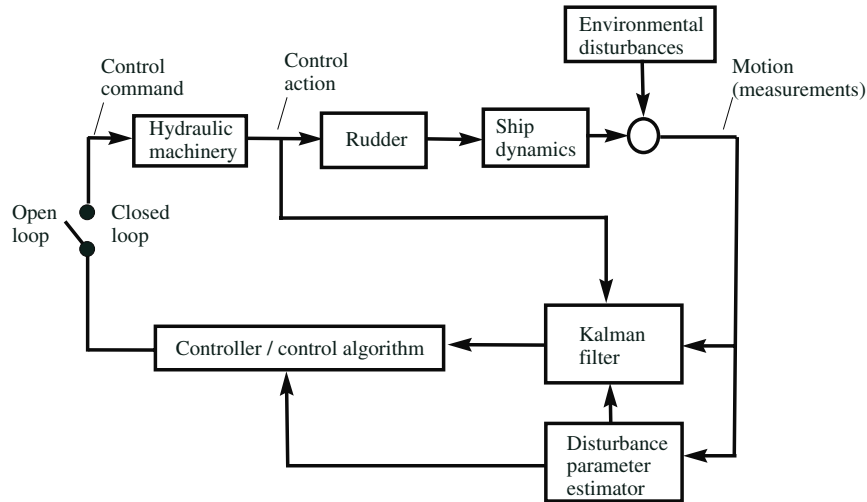 Environmental
disturbances
Control
command
Control
action
Motion
(measurements)
Hydraulic
machinery
Rudder
Ship
dynamics
Open
loop
Closed
loop
Controller / control algorithm
Kalman
filter
Disturbance
parameter
estimator